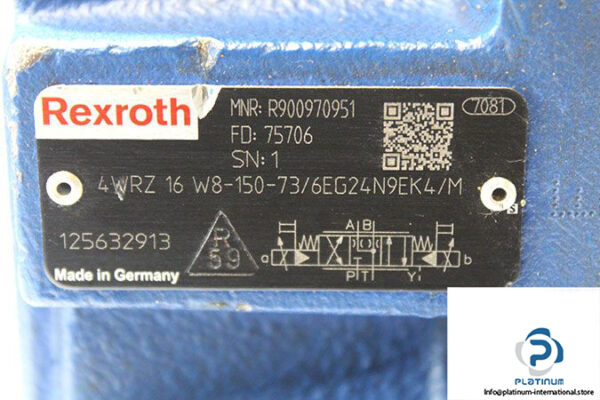 Rexroth
MNR: R900970951
FD: 75706
SN: 1
7081
4WRZ 16 W8-150-73/6EG24N9EK4/M
125632913
R
59
Made in Germany
A B
a
T
b
P T
Y
PLATINUM
Info@platinum-international.store